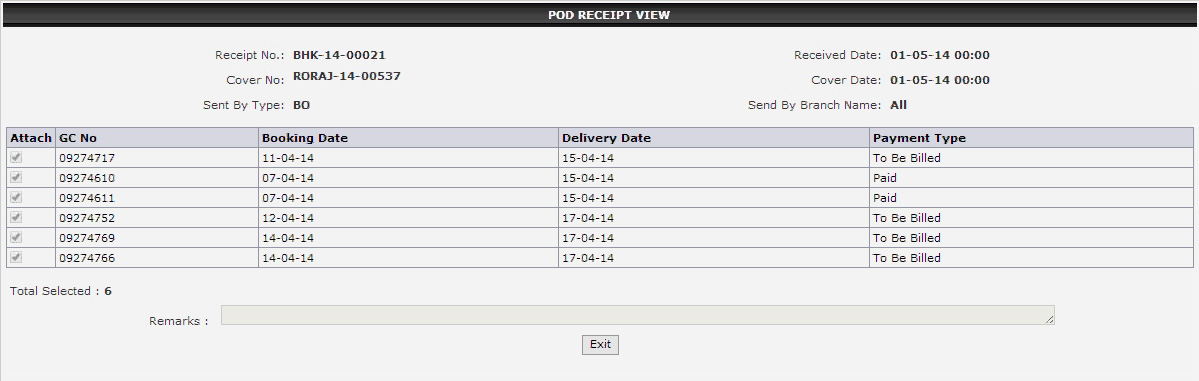 POD RECEIPT VIEW
Receipt No.: BHK-14-00021 Received Date: 01-05-14 00:00
Cover No: RORAJ-14-00537 Cover Date: 01-05-14 00:00
Sent By Type: BO Send By Branch Name: All
Attach GC No Booking Date Delivery Date Payment Type
09274717 11-04-14 15-04-14 To Be Billed
09274610 07-04-14 15-04-14 Paid
09274611 07-04-14 15-04-14 Paid
09274752 12-04-14 17-04-14 To Be Billed
09274769 14-04-14 17-04-14 To Be Billed
09274766 14-04-14 17-04-14 To Be Billed
Total Selected : 6
Remarks :
Exit